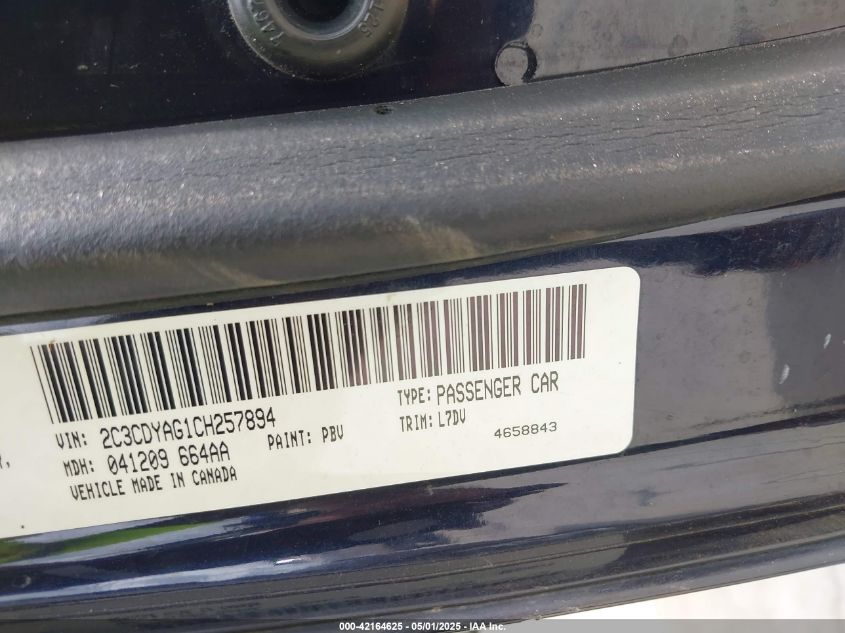 VIN: 2C3CDYAG1CH257894
TYPE: PASSENGER CAR
MDH: 041209 664AA
PAINT: PBV
TRIM: L7DV
4658843
VEHICLE MADE IN CANADA
000-42164625 - 05/01/2025 - IAA Inc.